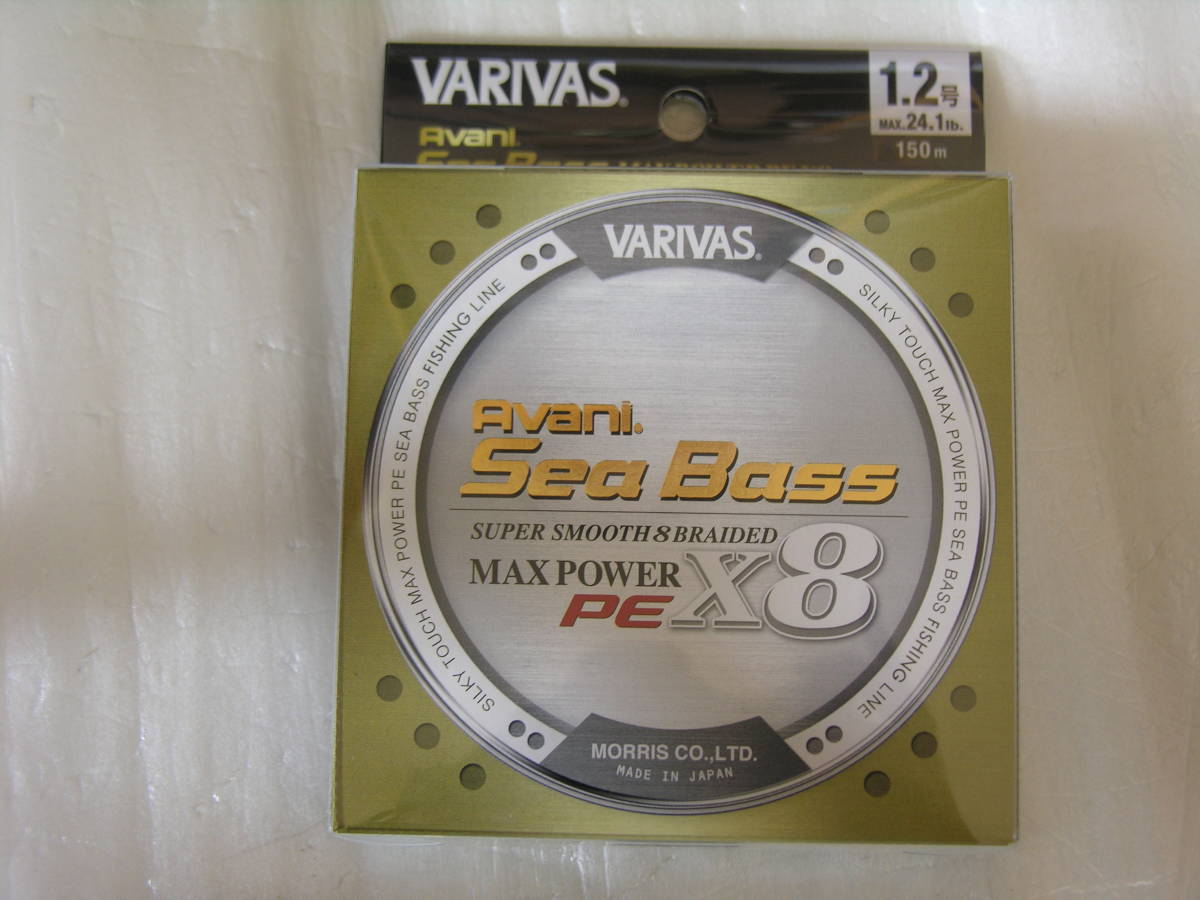 VARIVAS®
1.2号
MAX.24.1lb.
150m
Avani
Sea Bass
VARIVAS®
SILKY TOUCH MAX POWER PE SEA BASS FISHING LINE
SILKY TOUCH MAX POWER PE SEA BASS FISHING LINE
Avani
Sea Bass
SUPER SMOOTH 8 BRAIDED
MAX POWER
PE X8
MORRIS CO.,LTD.
MADE IN JAPAN